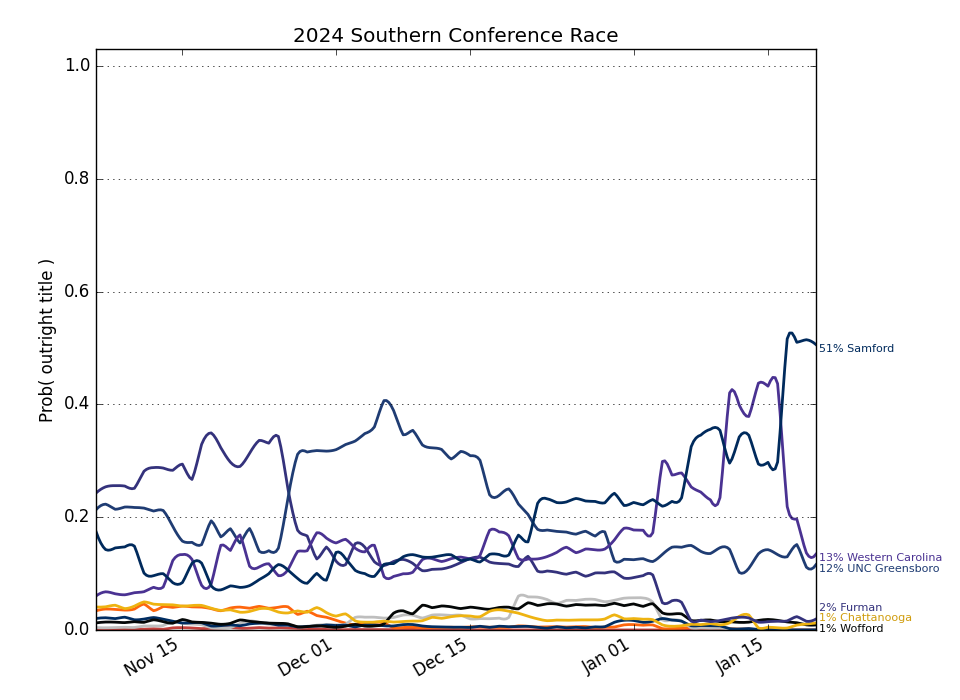 2024 Southern Conference Race
1.0
0.8
0.6
0.4
0.2
0.0
Prob( outright title )
51% Samford
13% Western Carolina
12% UNC Greensboro
2% Furman
1% Chattanooga
1% Wofford
Nov 15
Dec 01
Dec 15
Jan 01
Jan 15